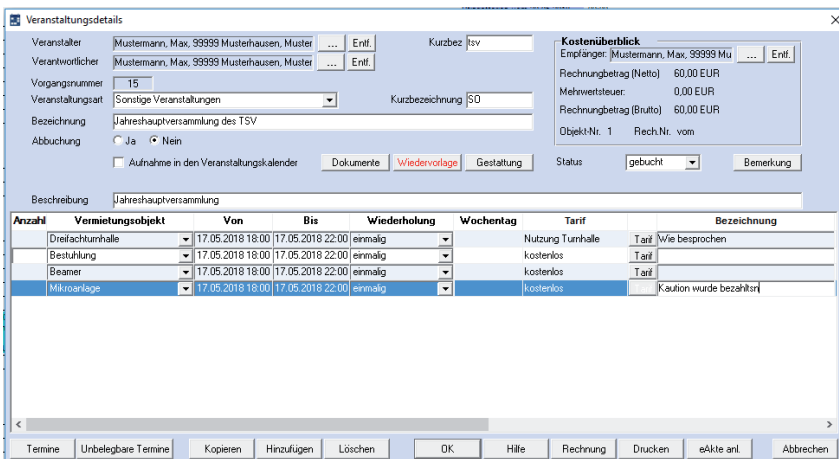 Veranstaltungsdetails
Veranstalter Mustermann, Max, 99999 Musterhausen, Muster ... Entf. Kurzbez tsv
Verantwortlicher Mustermann, Max, 99999 Musterhausen, Muster ... Entf.
Vorgangsnummer 15
Veranstaltungsart Sonstige Veranstaltungen Kurzbezeichnung SO
Bezeichnung Jahreshauptversammlung des TSV
Abbuchung Ja Nein
Kostenüberblick
Empfänger: Mustermann, Max, 99999 Mu ... Entf.
Rechnungbetrag (Netto) 60,00 EUR
Mehrwertsteuer: 0,00 EUR
Rechnungbetrag (Brutto) 60,00 EUR
Objekt-Nr. 1 Rech.Nr. vom
Aufnahme in den Veranstaltungskalender Dokumente Wiedervorlage Gestattung Status gebucht Bemerkung
Beschreibung Jahreshauptversammlung
Anzahl Vermietungsobjekt Von Bis Wiederholung Wochentag Tarif Bezeichnung
Dreifachturnhalle 17.05.2018 18:00 17.05.2018 22:00 einmalig Nutzung Turnhalle Tarif Wie besprochen
Bestuhlung 17.05.2018 18:00 17.05.2018 22:00 einmalig kostenlos Tarif
Beamer 17.05.2018 18:00 17.05.2018 22:00 einmalig kostenlos Tarif
Mikroanlage 17.05.2018 18:00 17.05.2018 22:00 einmalig kostenlos Tarif Kaution wurde bezahltsn
Termine Unbelegbare Termine Kopieren Hinzufügen Löschen OK Hilfe Rechnung Drucken eAkte anl. Abbrechen